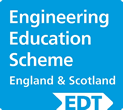 Engineering
Education
Scheme
England & Scotland
EDT